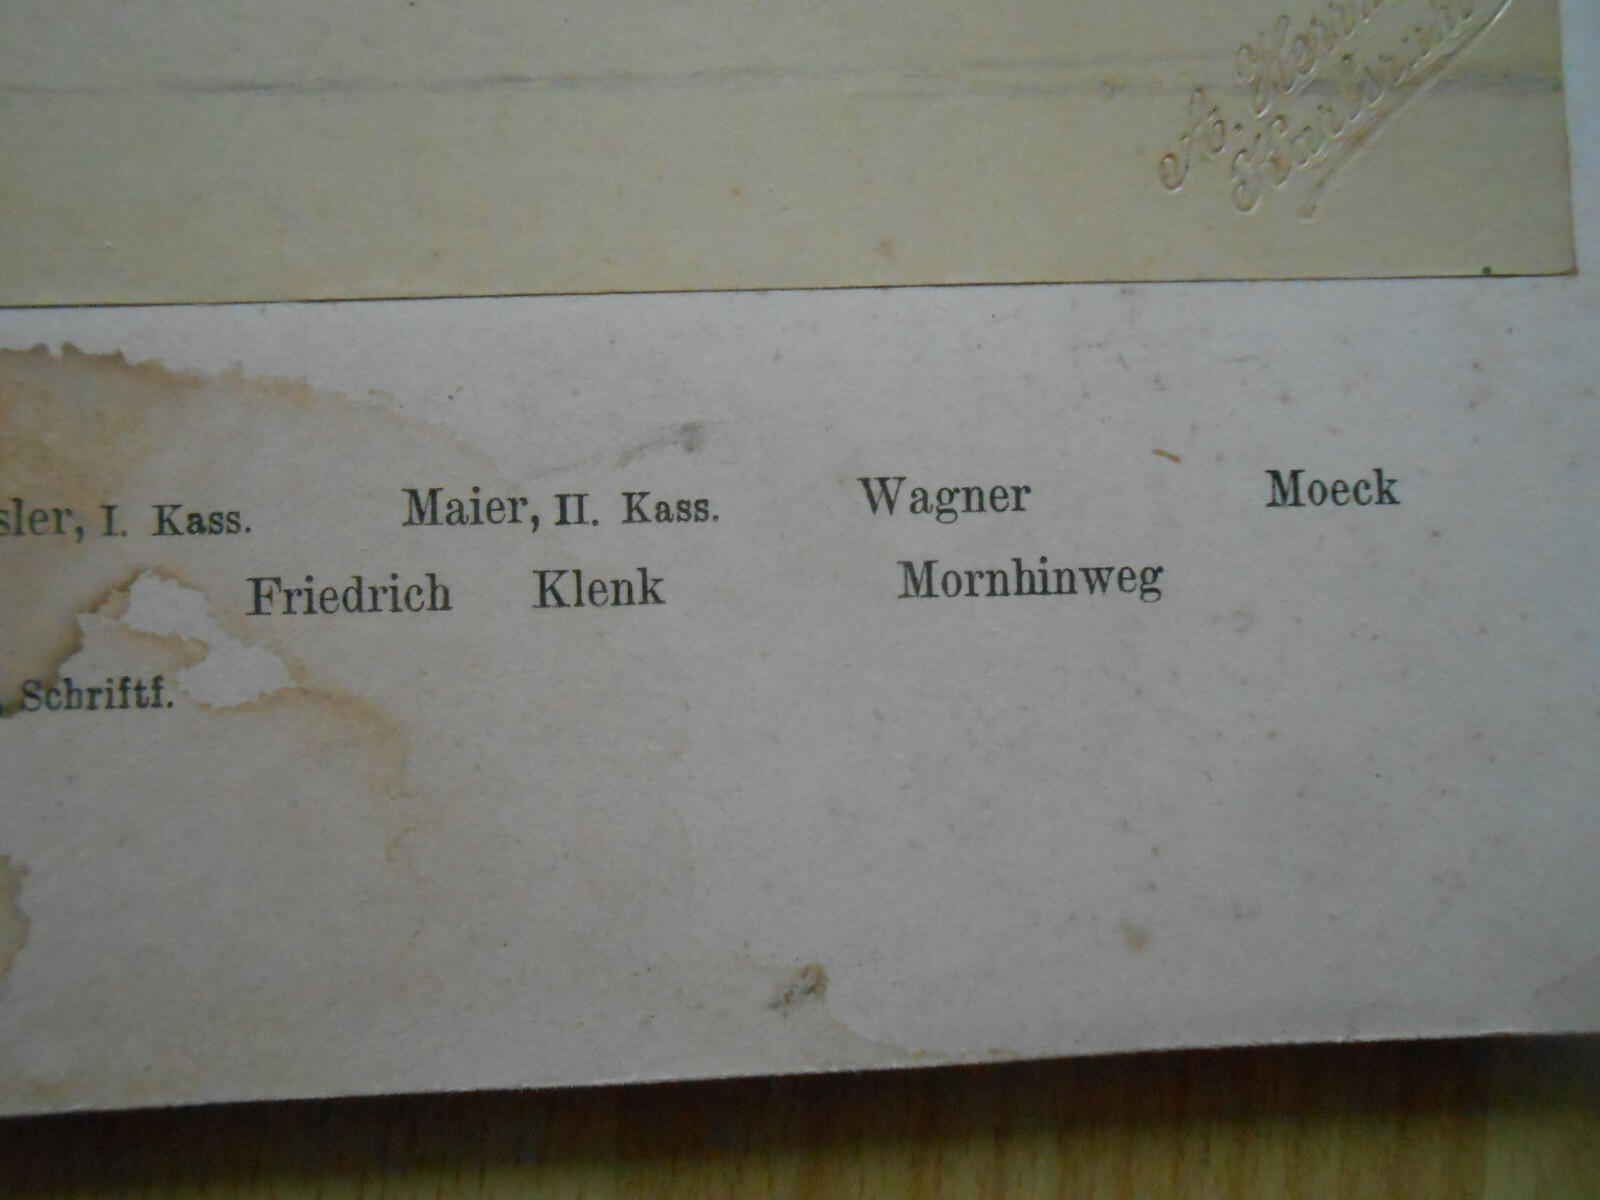 A.
sler, I. Kass. Maier, II. Kass. Wagner Moeck
Friedrich Klenk Mornhinweg
, Schriftf.